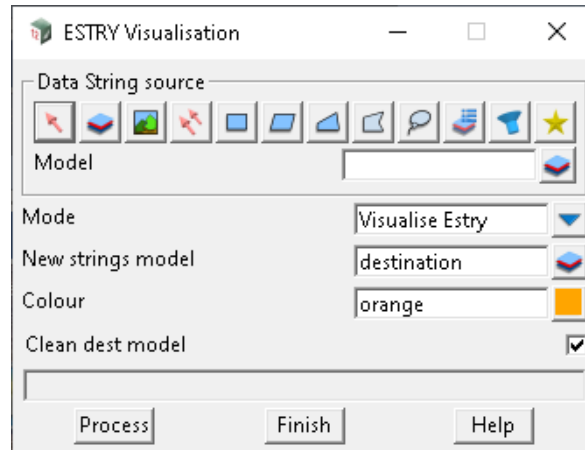 ESTRY Visualisation
Data String source
Model
Mode Visualise Estry
New strings model destination
Colour orange
Clean dest model
Process Finish Help